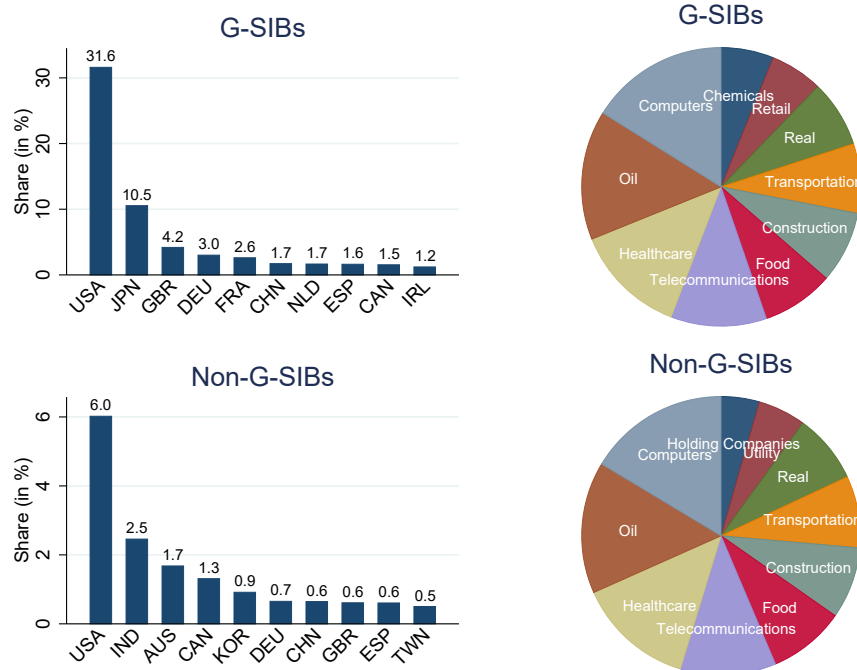 G-SIBs
Share (in %)
30
20
10
0
31.6
10.5
4.2
3.0
2.6
1.7
1.7
1.6
1.5
1.2
USA
JPN
GBR
DEU
FRA
CHN
NLD
ESP
CAN
IRL
G-SIBs
Chemicals
Retail
Real
Transportation
Construction
Food
Telecommunications
Healthcare
Oil
Computers
Non-G-SIBs
Share (in %)
6
4
2
0
6.0
2.5
1.7
1.3
0.9
0.7
0.6
0.6
0.6
0.5
USA
IND
AUS
CAN
KOR
DEU
CHN
GBR
ESP
TWN
Non-G-SIBs
Holding Companies
Utility
Real
Transportation
Construction
Food
Telecommunications
Healthcare
Oil
Computers